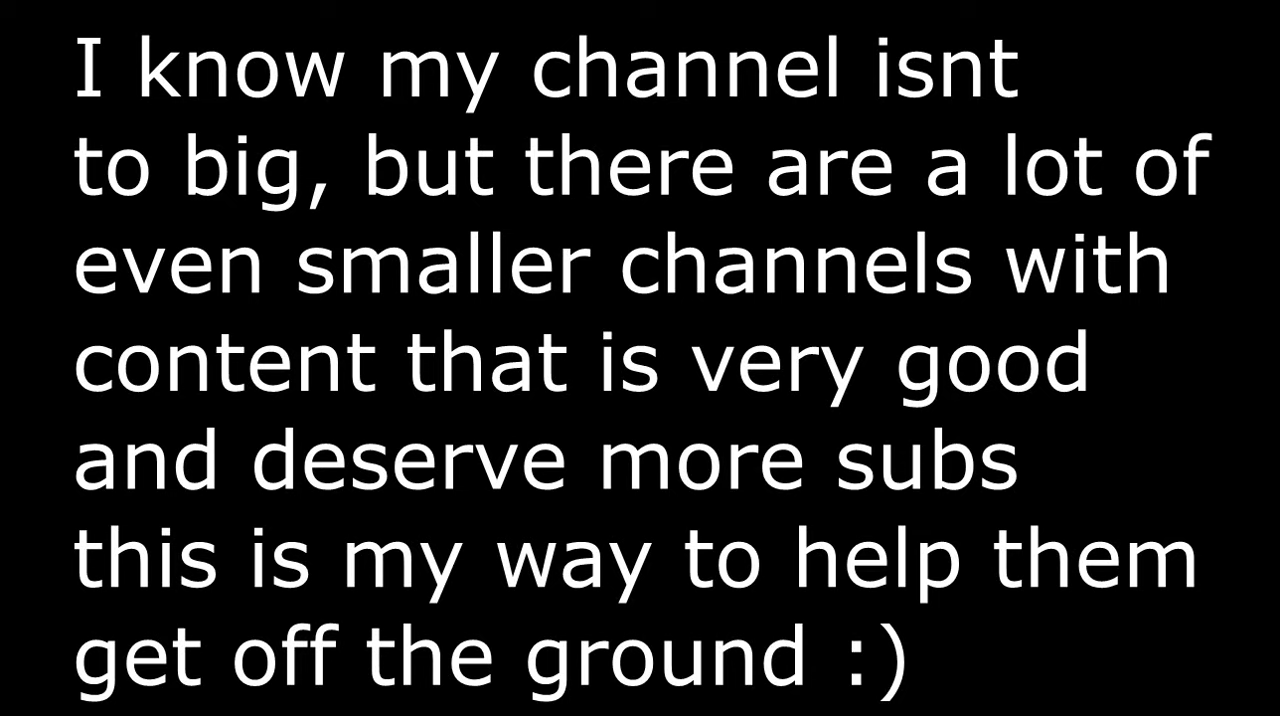 I know my channel isnt
to big, but there are a lot of
even smaller channels with
content that is very good
and deserve more subs
this is my way to help them
get off the ground :)